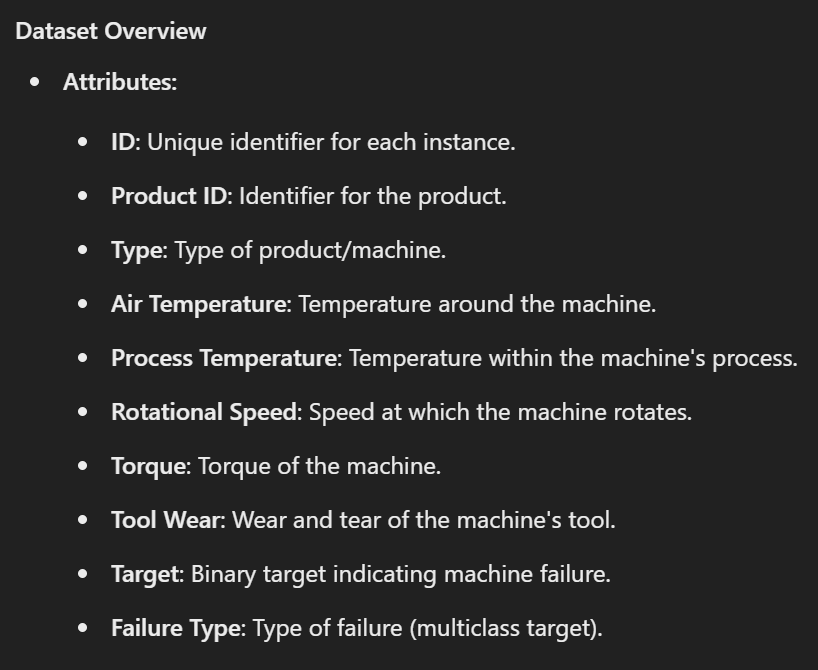 Dataset Overview
• Attributes:
• ID: Unique identifier for each instance.
• Product ID: Identifier for the product.
• Type: Type of product/machine.
• Air Temperature: Temperature around the machine.
• Process Temperature: Temperature within the machine's process.
• Rotational Speed: Speed at which the machine rotates.
• Torque: Torque of the machine.
• Tool Wear: Wear and tear of the machine's tool.
• Target: Binary target indicating machine failure.
• Failure Type: Type of failure (multiclass target).